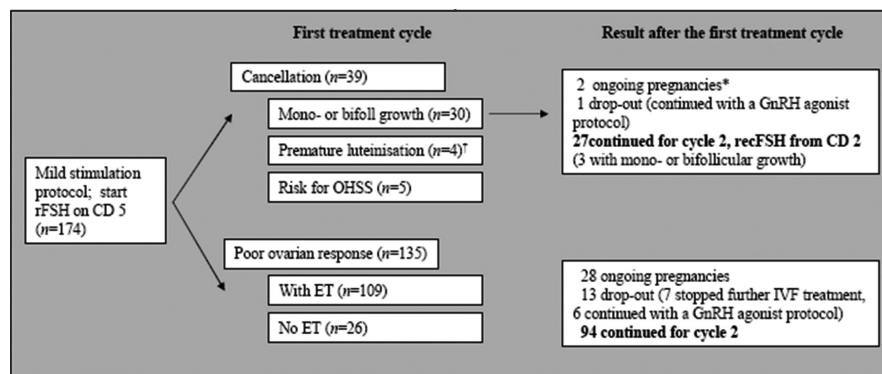 First treatment cycle
Result after the first treatment cycle
Cancellation (n=39)
Mono- or bifoll growth (n=30)
Premature luteinisation (n=4)†
Risk for OHSS (n=5)
2 ongoing pregnancies*
1 drop-out (continued with a GnRH agonist
protocol)
27continued for cycle 2, recFSH from CD 2
(3 with mono- or bifollicular growth)
Mild stimulation
protocol; start
rFSH on CD 5
(n=174)
Poor ovarian response (n=135)
With ET (n=109)
No ET (n=26)
28 ongoing pregnancies
13 drop-out (7 stopped further IVF treatment,
6 continued with a GnRH agonist protocol)
94 continued for cycle 2